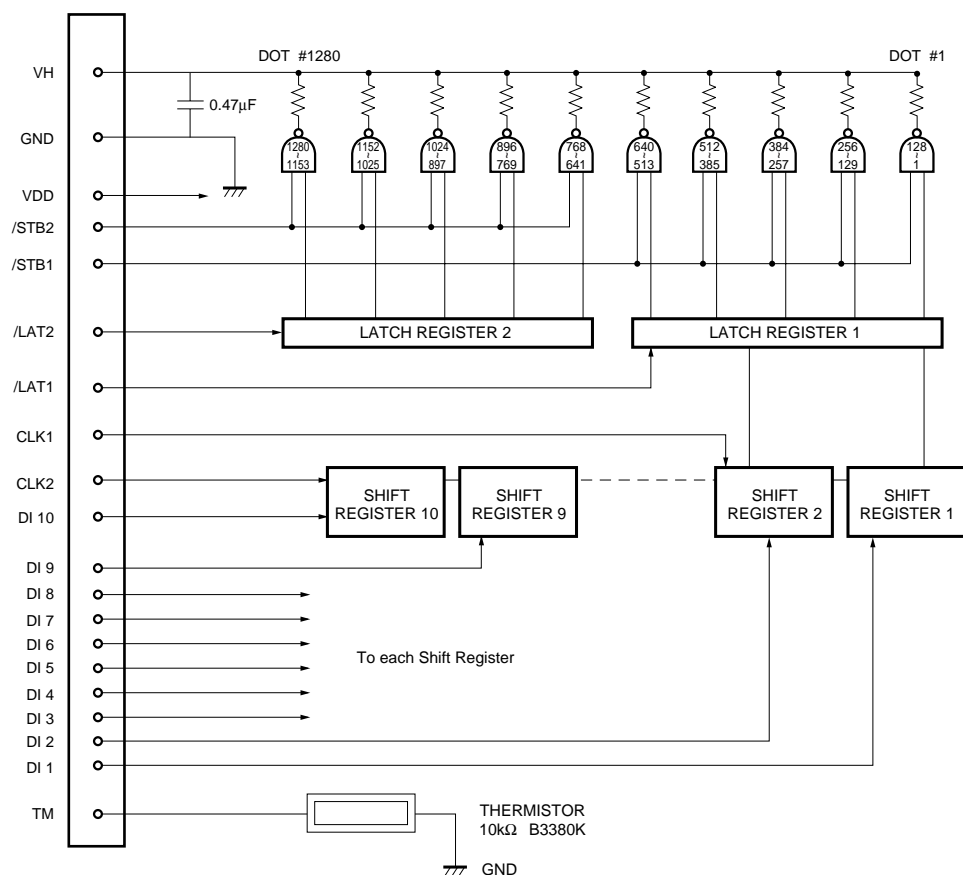 DOT #1280
DOT #1
VH
0.47µF
GND
1280
~
1153
1152
~
1025
1024
~
897
896
~
769
768
~
641
640
~
513
512
~
385
384
~
257
256
~
129
128
~
1
VDD
/STB2
/STB1
/LAT2
LATCH REGISTER 2
LATCH REGISTER 1
/LAT1
CLK1
CLK2
SHIFT
REGISTER 10
SHIFT
REGISTER 9
SHIFT
REGISTER 2
SHIFT
REGISTER 1
DI 10
DI 9
DI 8
DI 7
DI 6
To each Shift Register
DI 5
DI 4
DI 3
DI 2
DI 1
TM
THERMISTOR
10kΩ B3380K
GND